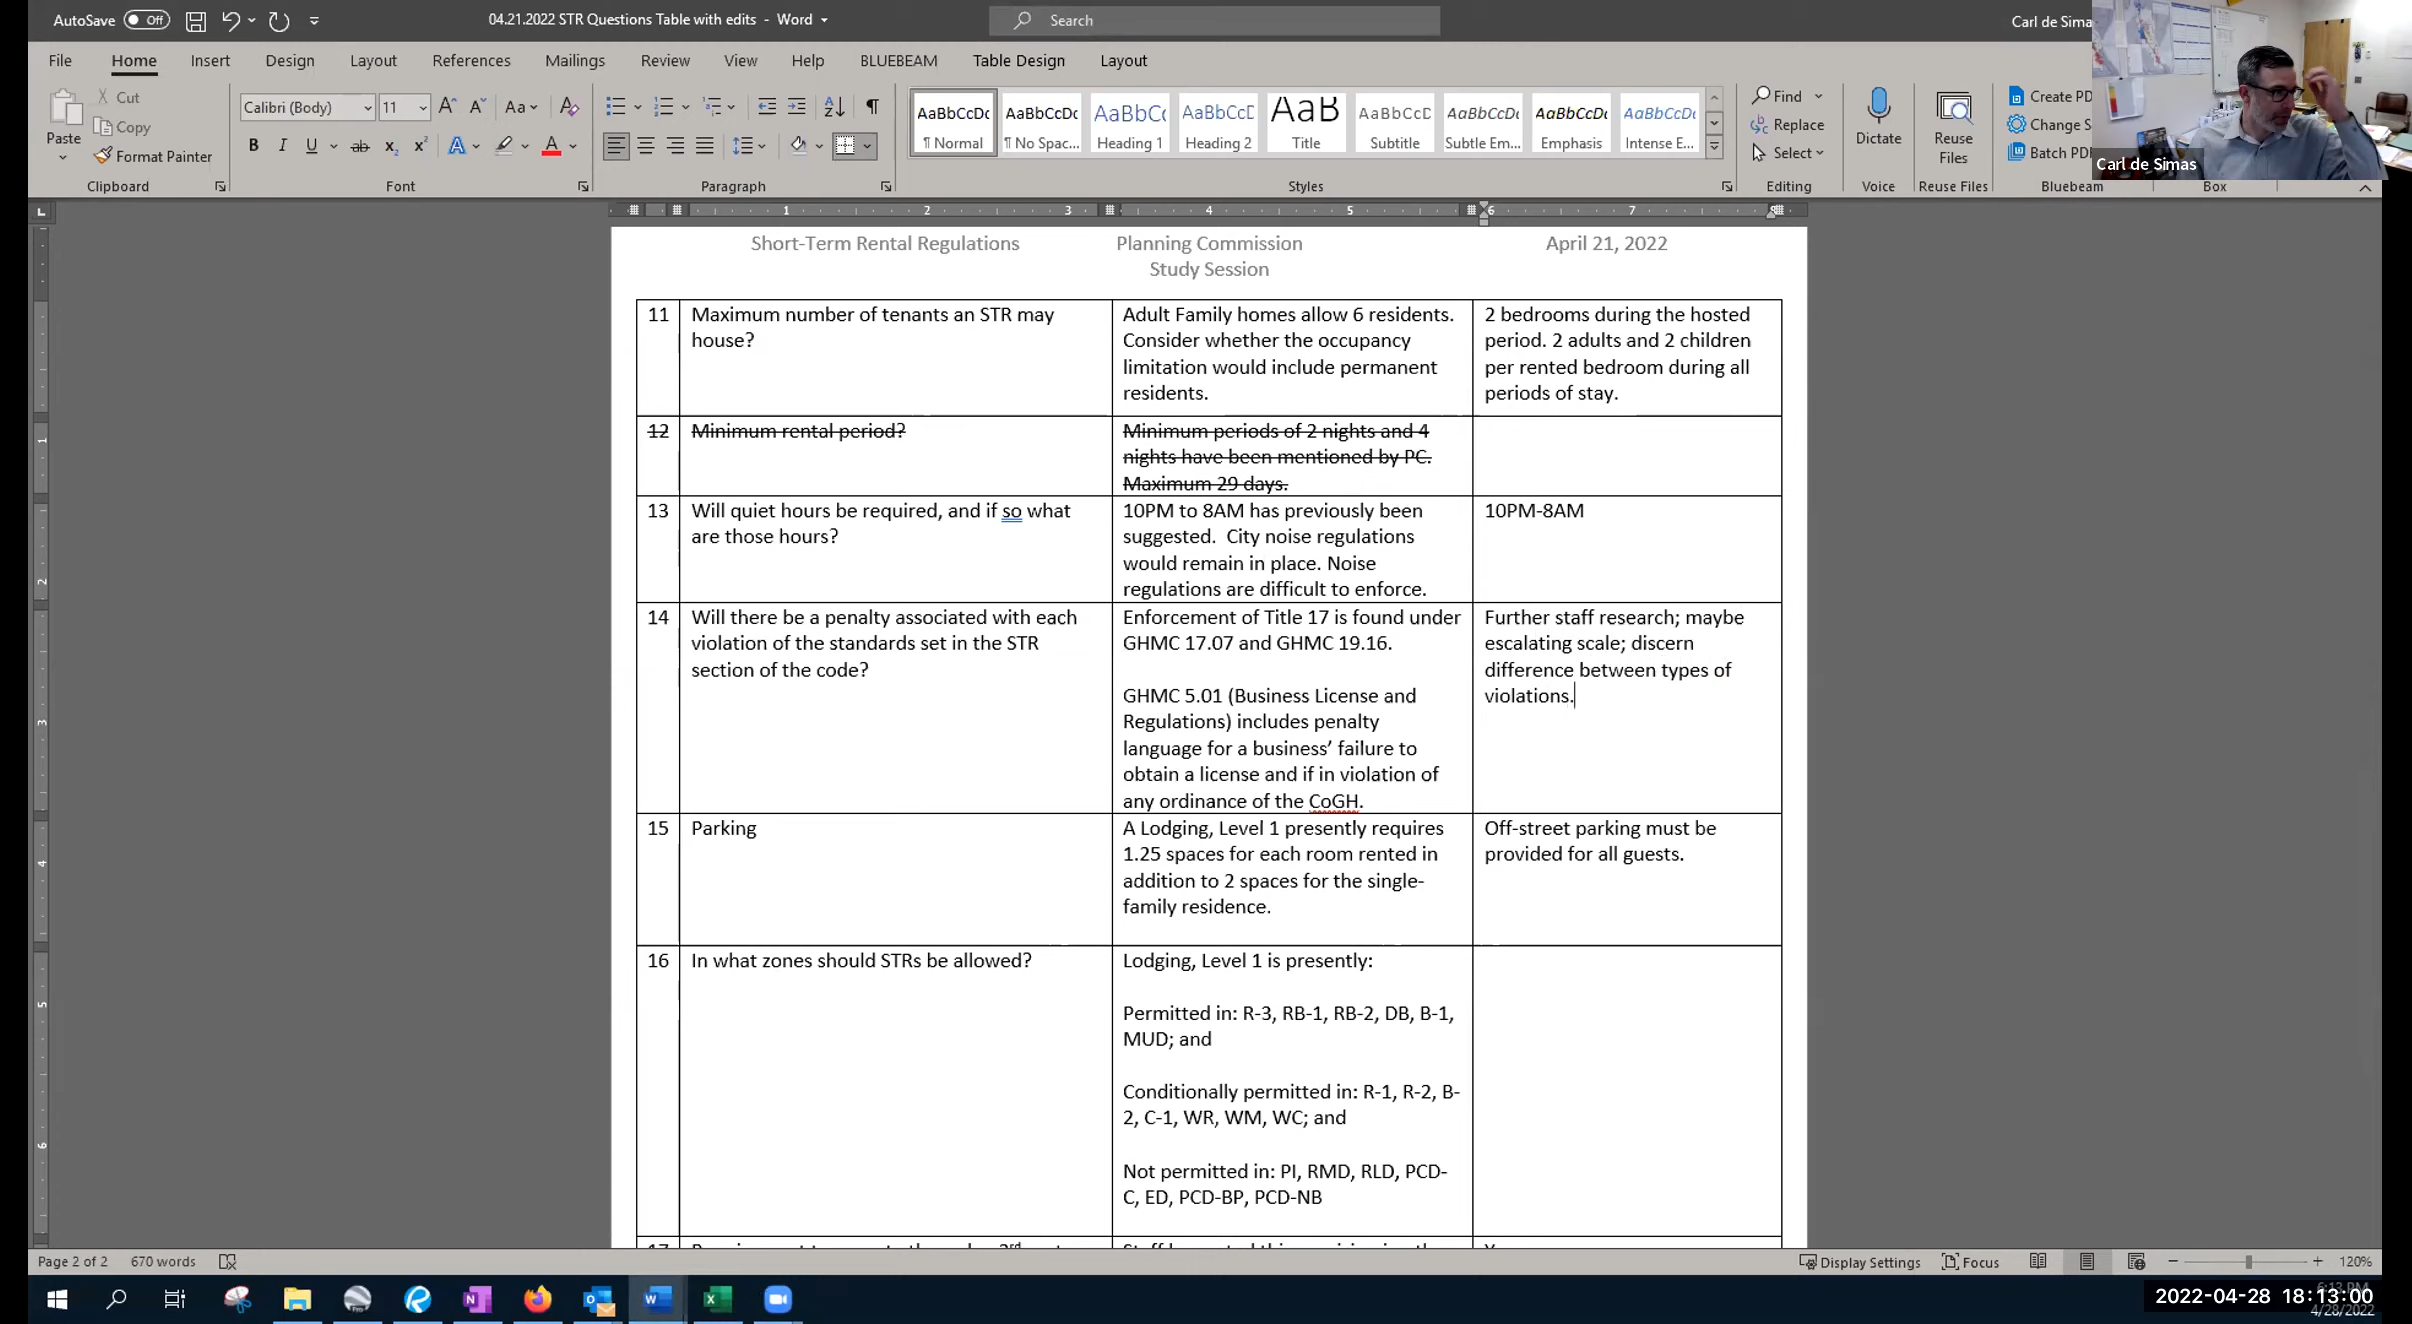 AutoSave Off 04.21.2022 STR Questions Table with edits - Word Search Carl de Simas
File Home Insert Design Layout References Mailings Review View Help BLUEBEAM Table Design Layout
Paste
Cut
Copy
Format Painter
Clipboard
Calibri (Body) 11
Font
Paragraph
AaBbCcDc AaBbCcDc AaBbC AaBbCcD AaB AaBbCcD AaBbCcDc AaBbCcDc AaBbCcDc
¶ Normal ¶ No Spac... Heading 1 Heading 2 Title Subtitle Subtle Em... Emphasis Intense E...
Styles
Find
Replace
Select
Editing
Dictate
Voice
Reuse
Files
Reuse Files
Create PD
Change S
Batch PD
Bluebeam
Box
Carl de Simas
1 2 3 4 5 6 7
Short-Term Rental Regulations Planning Commission April 21, 2022
Study Session
11 Maximum number of tenants an STR may
house?
Adult Family homes allow 6 residents.
Consider whether the occupancy
limitation would include permanent
residents.
2 bedrooms during the hosted
period. 2 adults and 2 children
per rented bedroom during all
periods of stay.
12 Minimum rental period?
Minimum periods of 2 nights and 4
nights have been mentioned by PC.
Maximum 29 days.
13 Will quiet hours be required, and if so what
are those hours?
10PM to 8AM has previously been
suggested. City noise regulations
would remain in place. Noise
regulations are difficult to enforce.
10PM-8AM
14 Will there be a penalty associated with each
violation of the standards set in the STR
section of the code?
Enforcement of Title 17 is found under
GHMC 17.07 and GHMC 19.16.
GHMC 5.01 (Business License and
Regulations) includes penalty
language for a business’ failure to
obtain a license and if in violation of
any ordinance of the CoGH.
Further staff research; maybe
escalating scale; discern
difference between types of
violations.
15 Parking
A Lodging, Level 1 presently requires
1.25 spaces for each room rented in
addition to 2 spaces for the single-
family residence.
Off-street parking must be
provided for all guests.
16 In what zones should STRs be allowed?
Lodging, Level 1 is presently:
Permitted in: R-3, RB-1, RB-2, DB, B-1,
MUD; and
Conditionally permitted in: R-1, R-2, B-
2, C-1, WR, WM, WC; and
Not permitted in: PI, RMD, RLD, PCD-
C, ED, PCD-BP, PCD-NB
Page 2 of 2 670 words Display Settings Focus 120%
2022-04-28 18:13:00
4/28/2022